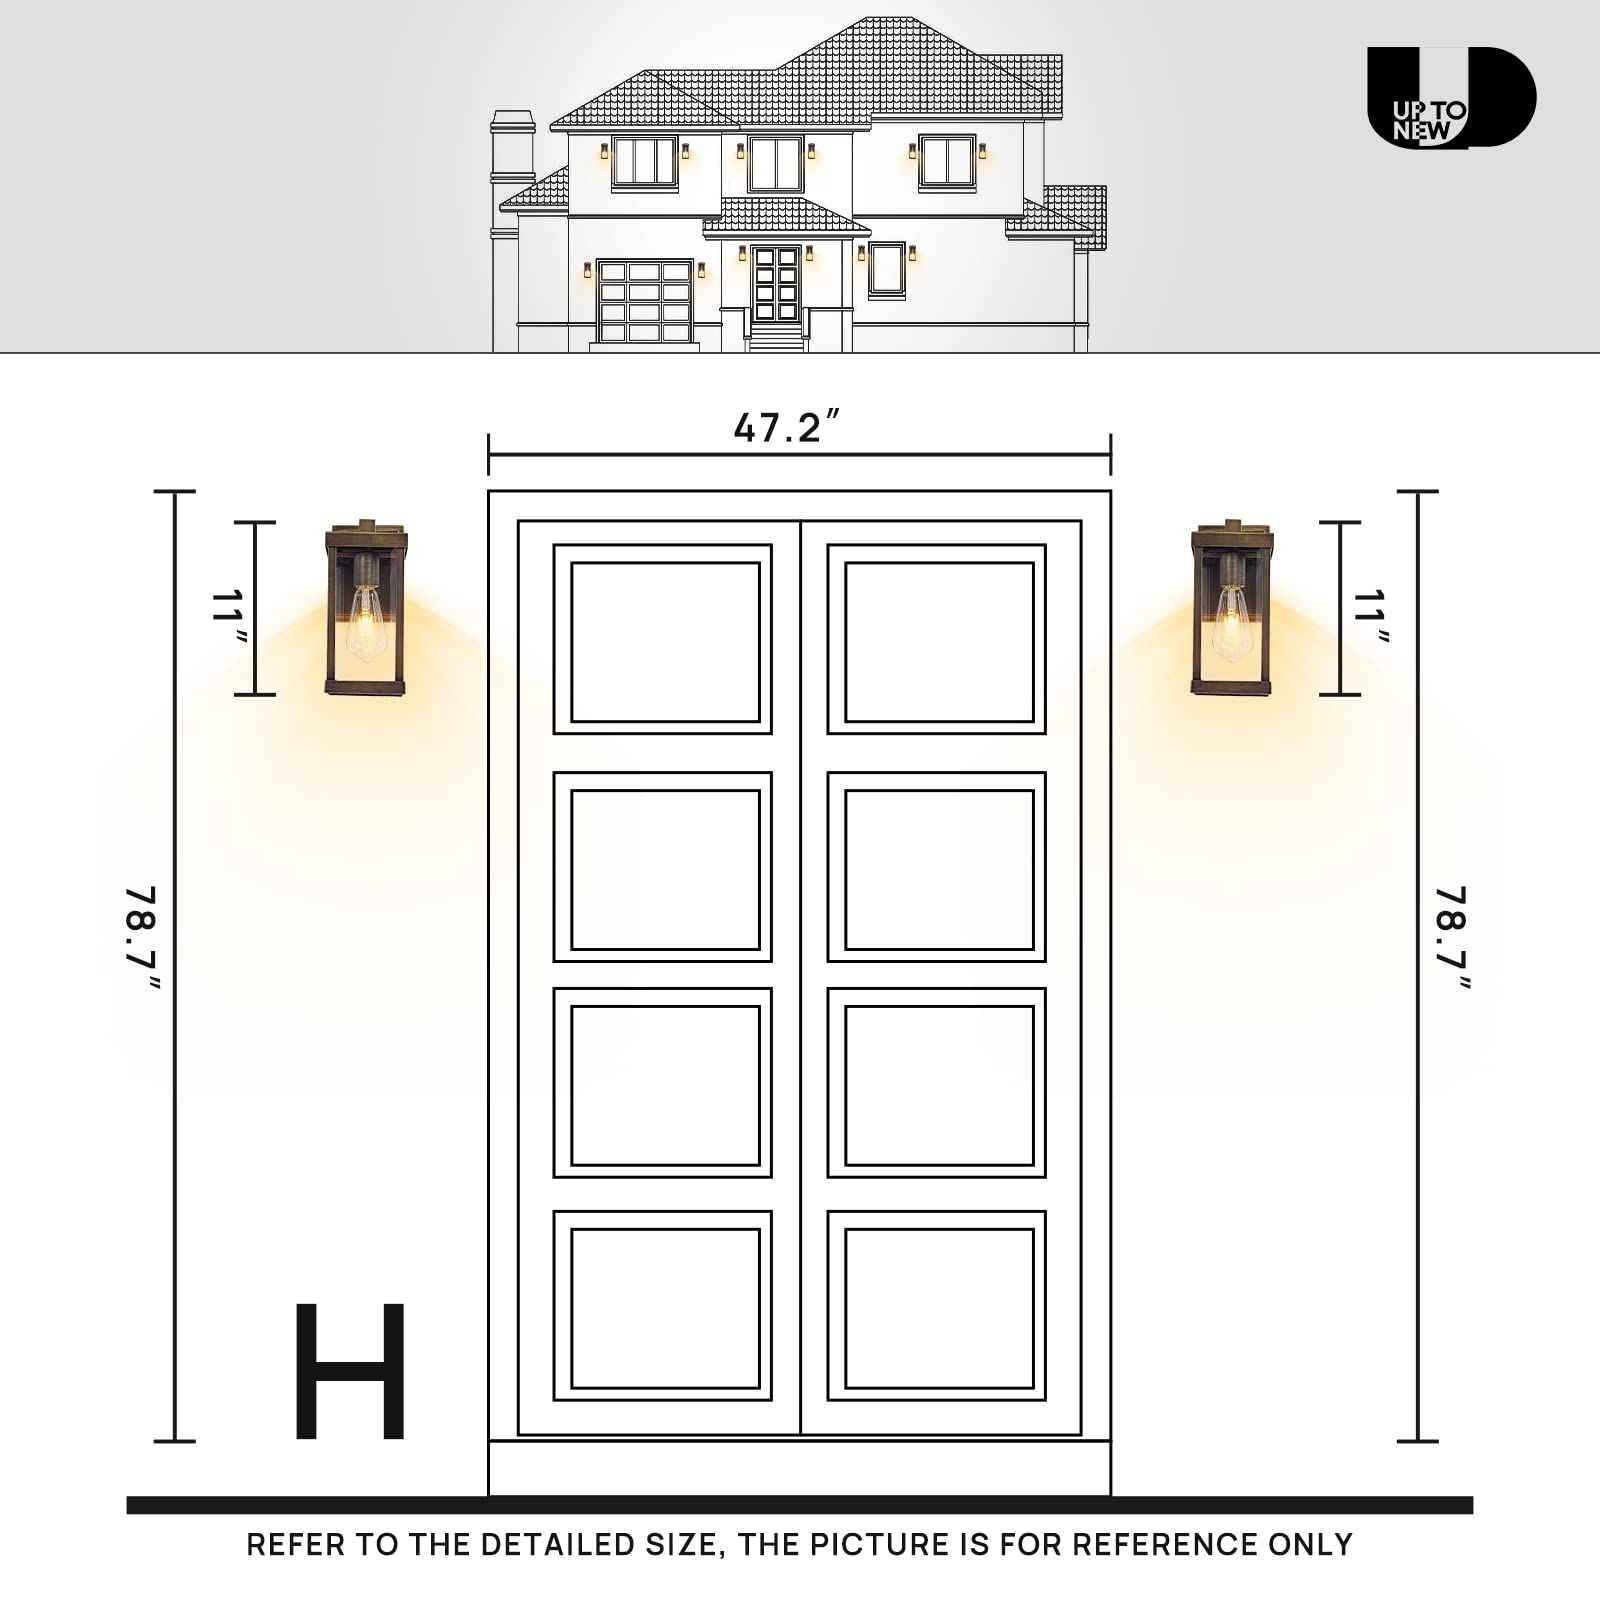 UP TO
NEW
47.2″
11″
11″
78.7″
78.7″
H
REFER TO THE DETAILED SIZE, THE PICTURE IS FOR REFERENCE ONLY